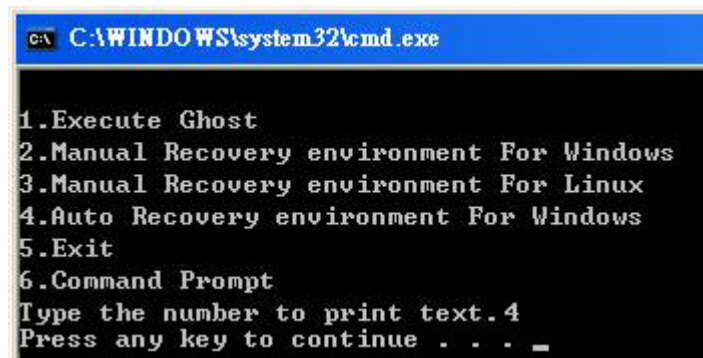 C:\WINDOWS\system32\cmd.exe
1.Execute Ghost
2.Manual Recovery environment For Windows
3.Manual Recovery environment For Linux
4.Auto Recovery environment For Windows
5.Exit
6.Command Prompt
Type the number to print text.4
Press any key to continue . . . _